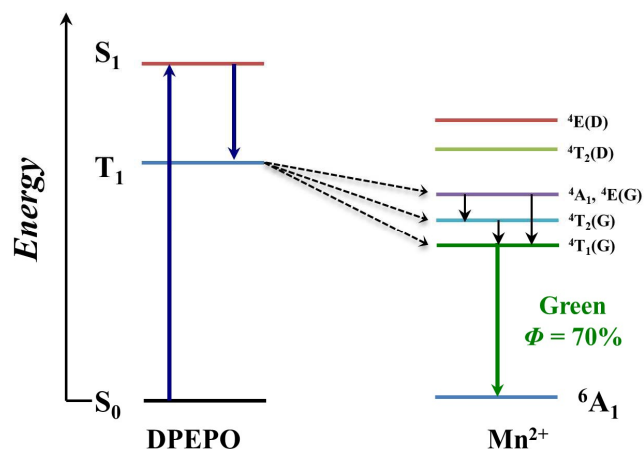 Energy
S₁
T₁
S₀
DPEPO
⁴E(D)
⁴T₂(D)
⁴A₁, ⁴E(G)
⁴T₂(G)
⁴T₁(G)
Green
Φ = 70%
⁶A₁
Mn²⁺